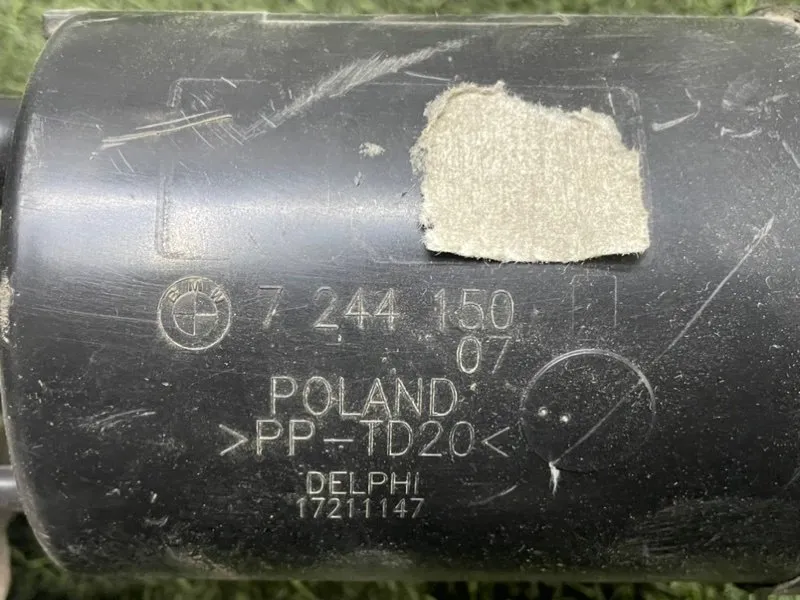 BMW 7 244 150
07
POLAND
>PP-TD20<
DELPHI
17211147